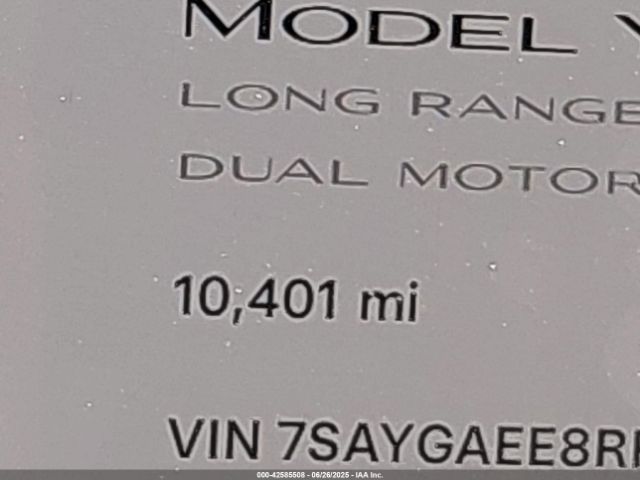 MODEL Y
LONG RANGE
DUAL MOTOR
10,401 mi
VIN 7SAYGAEE8R
000-42585508 - 06/26/2025 - IAA Inc.